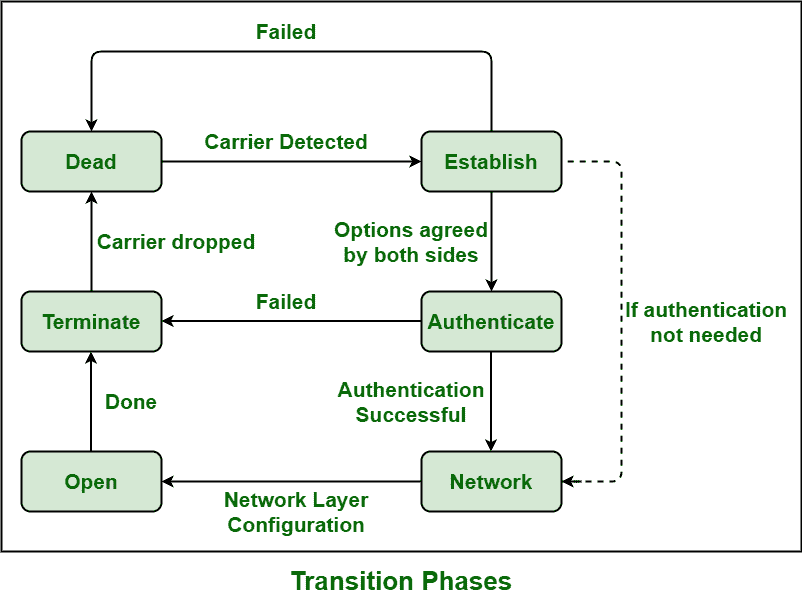 Failed
Dead
Carrier Detected
Establish
Carrier dropped
Options agreed
by both sides
Terminate
Failed
Authenticate
If authentication
not needed
Done
Authentication
Successful
Open
Network Layer
Configuration
Network
Transition Phases